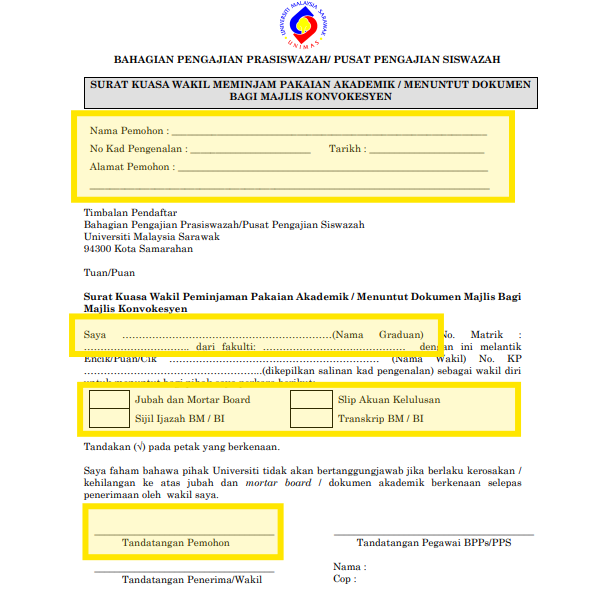 UNIVERSITI MALAYSIA SARAWAK
UNIMAS
BAHAGIAN PENGAJIAN PRASISWAZAH/ PUSAT PENGAJIAN SISWAZAH
SURAT KUASA WAKIL MEMINJAM PAKAIAN AKADEMIK / MENUNTUT DOKUMEN
BAGI MAJLIS KONVOKESYEN
Nama Pemohon :
No Kad Pengenalan : Tarikh :
Alamat Pemohon :
Timbalan Pendaftar
Bahagian Pengajian Prasiswazah/Pusat Pengajian Siswazah
Universiti Malaysia Sarawak
94300 Kota Samarahan
Tuan/Puan
Surat Kuasa Wakil Peminjaman Pakaian Akademik / Menuntut Dokumen Majlis Bagi
Majlis Konvokesyen
Saya ……………………………………………………(Nama Graduan) No. Matrik :
………………………… dari fakulti: ……………………………………… dengan ini melantik
Encik/Puan/Cik …………………………………………………… (Nama Wakil) No. KP
……………………………………………(dikepilkan salinan kad pengenalan) sebagai wakil diri
untuk menuntut bagi pihak saya perkara berikut:
Jubah dan Mortar Board Slip Akuan Kelulusan
Sijil Ijazah BM / BI Transkrip BM / BI
Tandakan (√) pada petak yang berkenaan.
Saya faham bahawa pihak Universiti tidak akan bertanggungjawab jika berlaku kerosakan /
kehilangan ke atas jubah dan mortar board / dokumen akademik berkenaan selepas
penerimaan oleh wakil saya.
Tandatangan Pemohon Tandatangan Pegawai BPPs/PPS
Nama :
Tandatangan Penerima/Wakil Cop :